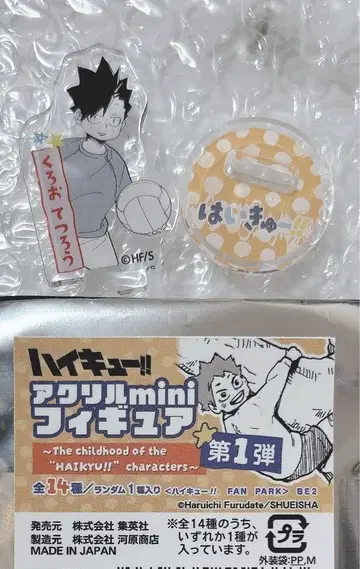 くろおてつろう
©HF/S
はいきゅー!!
ハイキュー!!
アクリルmini
フィギュア
～The childhood of the
"HAIKYU!!" characters～
第1弾
全14種/ランダム1種入り <ハイキュー!! FAN PARK> BE2
©Haruichi Furudate/SHUEISHA
発売元 株式会社 集英社
製造元 株式会社 河原商店
MADE IN JAPAN
※全14種のうち、
いずれか1種が
入っています。
プラ
外装袋:PP,M